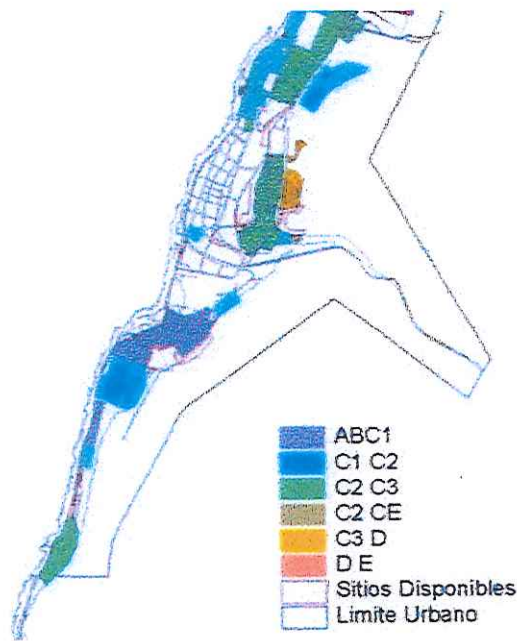 ABC1
C1 C2
C2 C3
C2 CE
C3 D
D E
Sitios Disponibles
Limite Urbano